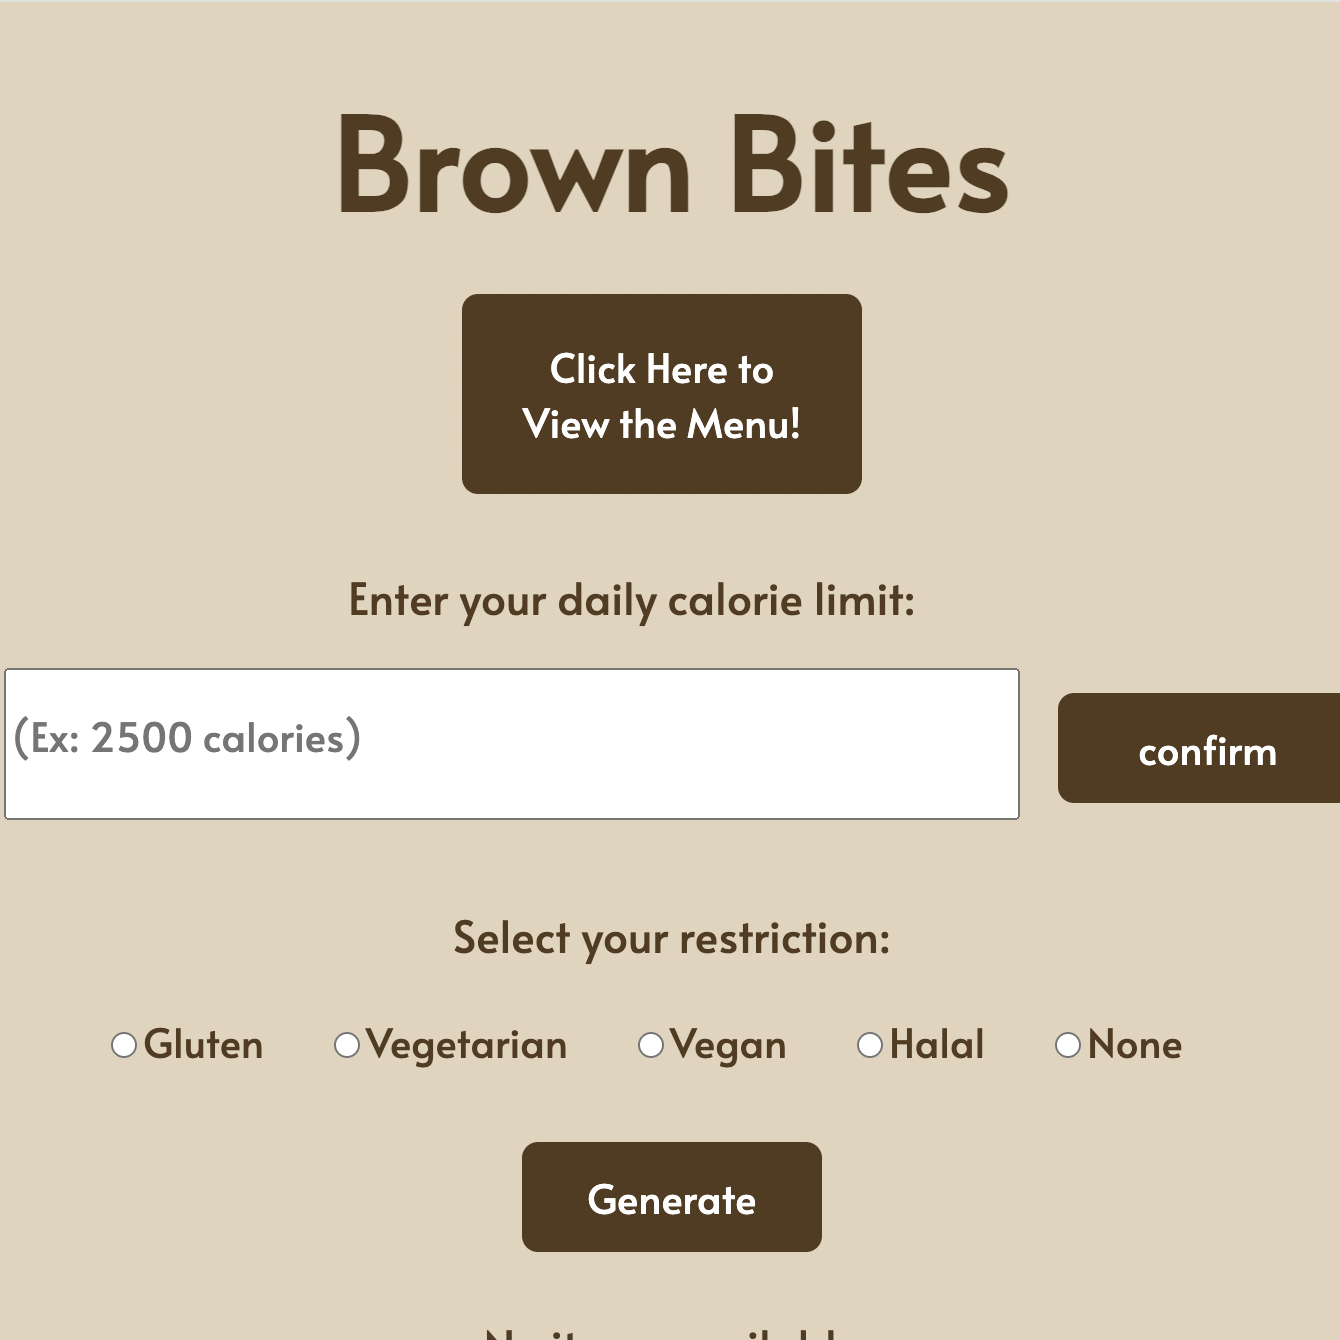 Brown Bites
Click Here to
View the Menu!
Enter your daily calorie limit:
(Ex: 2500 calories)
confirm
Select your restriction:
Gluten Vegetarian Vegan Halal None
Generate